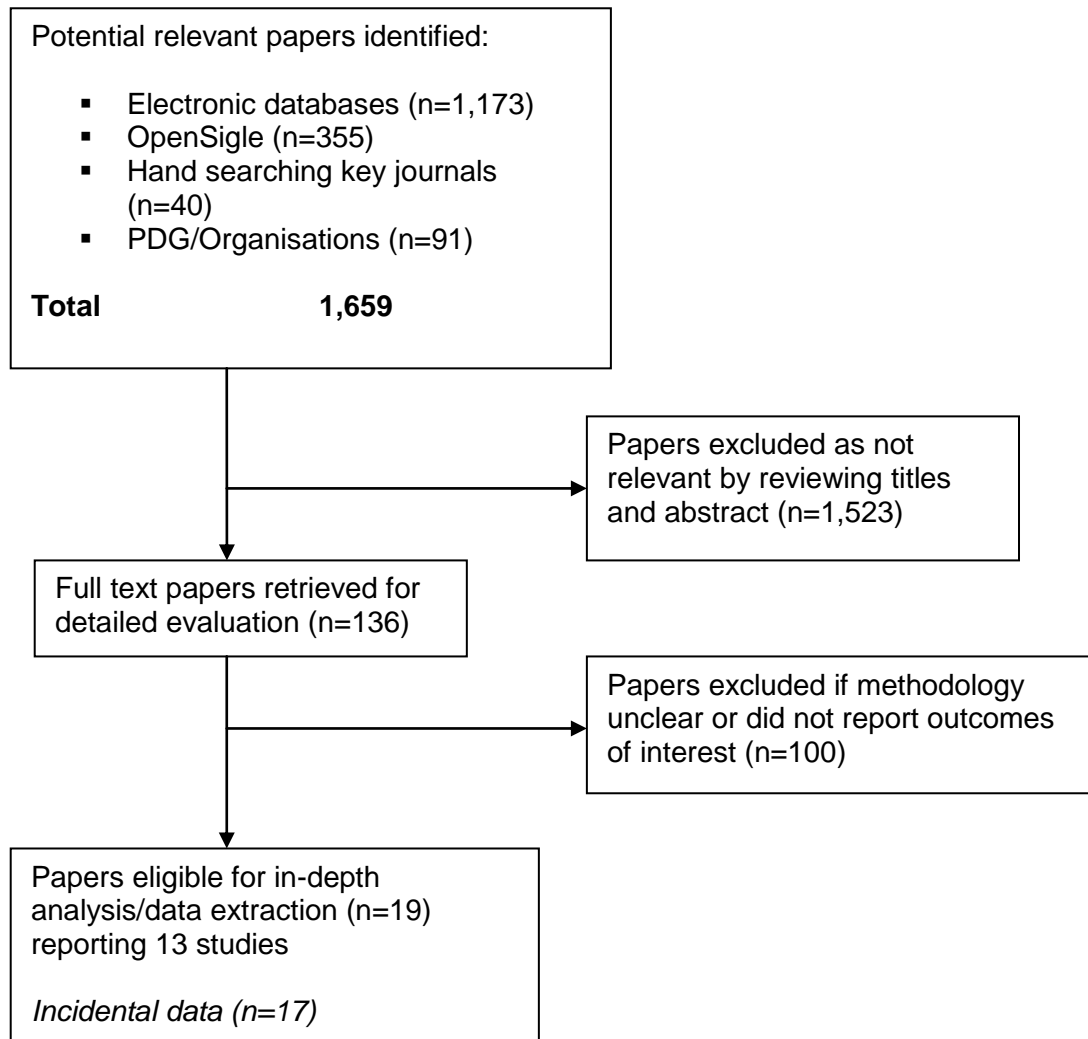 Potential relevant papers identified:
▪ Electronic databases (n=1,173)
▪ OpenSigle (n=355)
▪ Hand searching key journals
(n=40)
▪ PDG/Organisations (n=91)
Total 1,659
Papers excluded as not
relevant by reviewing titles
and abstract (n=1,523)
Full text papers retrieved for
detailed evaluation (n=136)
Papers excluded if methodology
unclear or did not report outcomes
of interest (n=100)
Papers eligible for in-depth
analysis/data extraction (n=19)
reporting 13 studies
Incidental data (n=17)